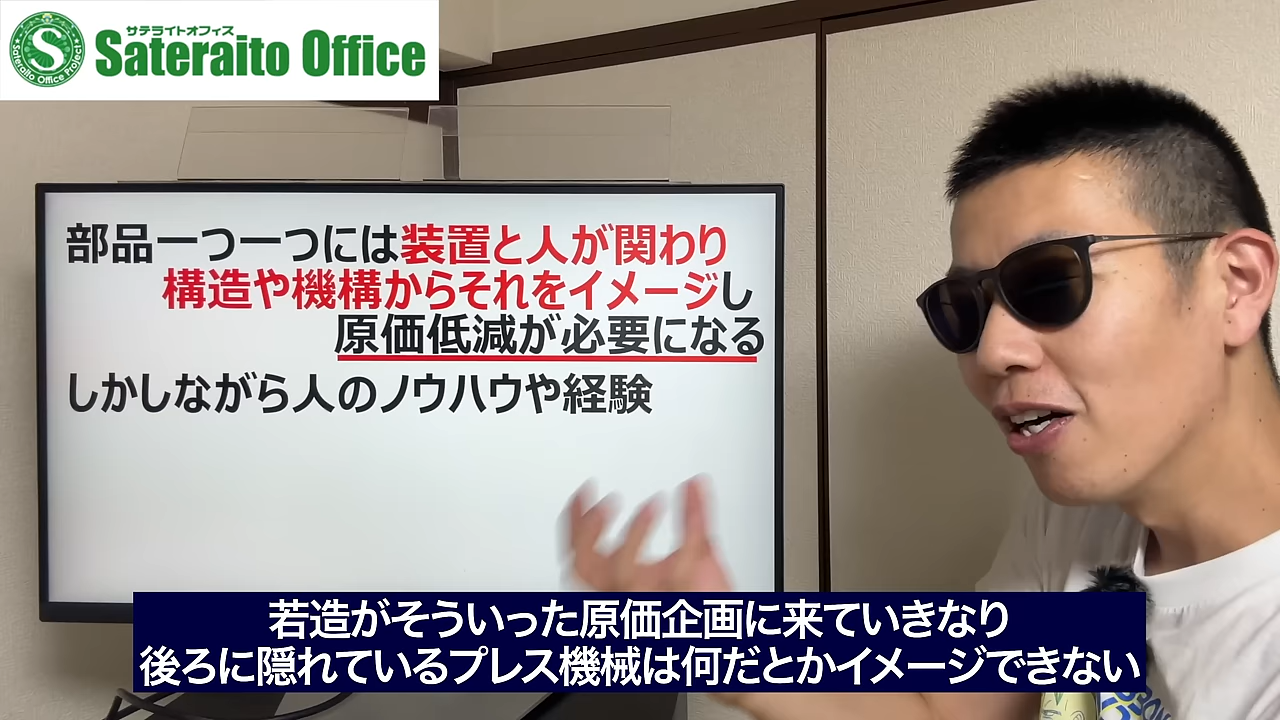 サテライトオフィス
Sateraito Office
Sateraito Office Project
部品一つ一つには装置と人が関わり
構造や機構からそれをイメージし
原価低減が必要になる
しかしながら人のノウハウや経験
若造がそういった原価企画に来ていきなり
後ろに隠れているプレス機械は何だとかイメージできない